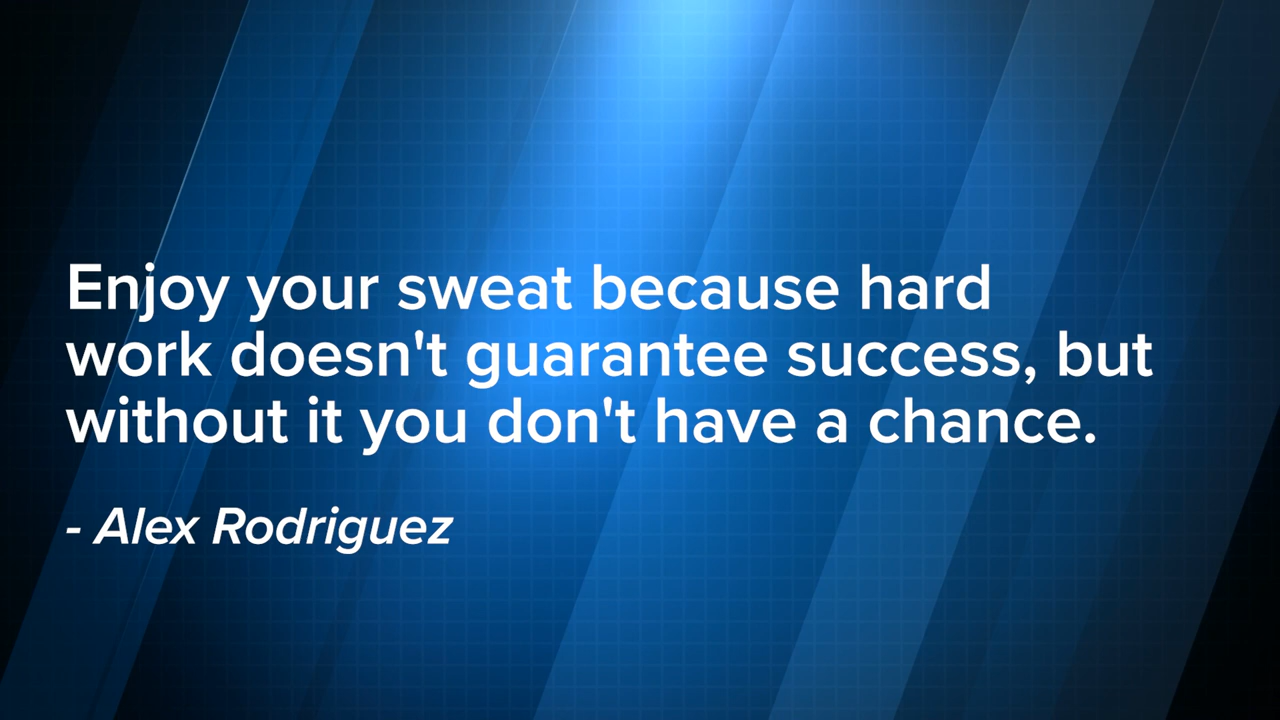 Enjoy your sweat because hard
work doesn't guarantee success, but
without it you don't have a chance.
- Alex Rodriguez